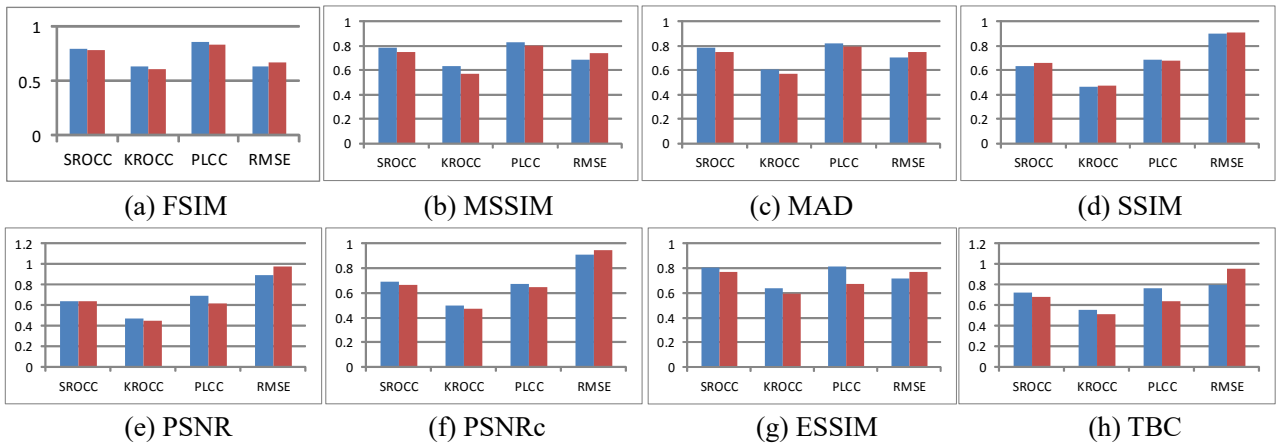 1
0.5
0
SROCC KROCC PLCC RMSE
(a) FSIM
1
0.8
0.6
0.4
0.2
0
SROCC KROCC PLCC RMSE
(b) MSSIM
1
0.8
0.6
0.4
0.2
0
SROCC KROCC PLCC RMSE
(c) MAD
1
0.8
0.6
0.4
0.2
0
SROCC KROCC PLCC RMSE
(d) SSIM
1.2
1
0.8
0.6
0.4
0.2
0
SROCC KROCC PLCC RMSE
(e) PSNR
1
0.8
0.6
0.4
0.2
0
SROCC KROCC PLCC RMSE
(f) PSNRc
1
0.8
0.6
0.4
0.2
0
SROCC KROCC PLCC RMSE
(g) ESSIM
1.2
1
0.8
0.6
0.4
0.2
0
SROCC KROCC PLCC RMSE
(h) TBC